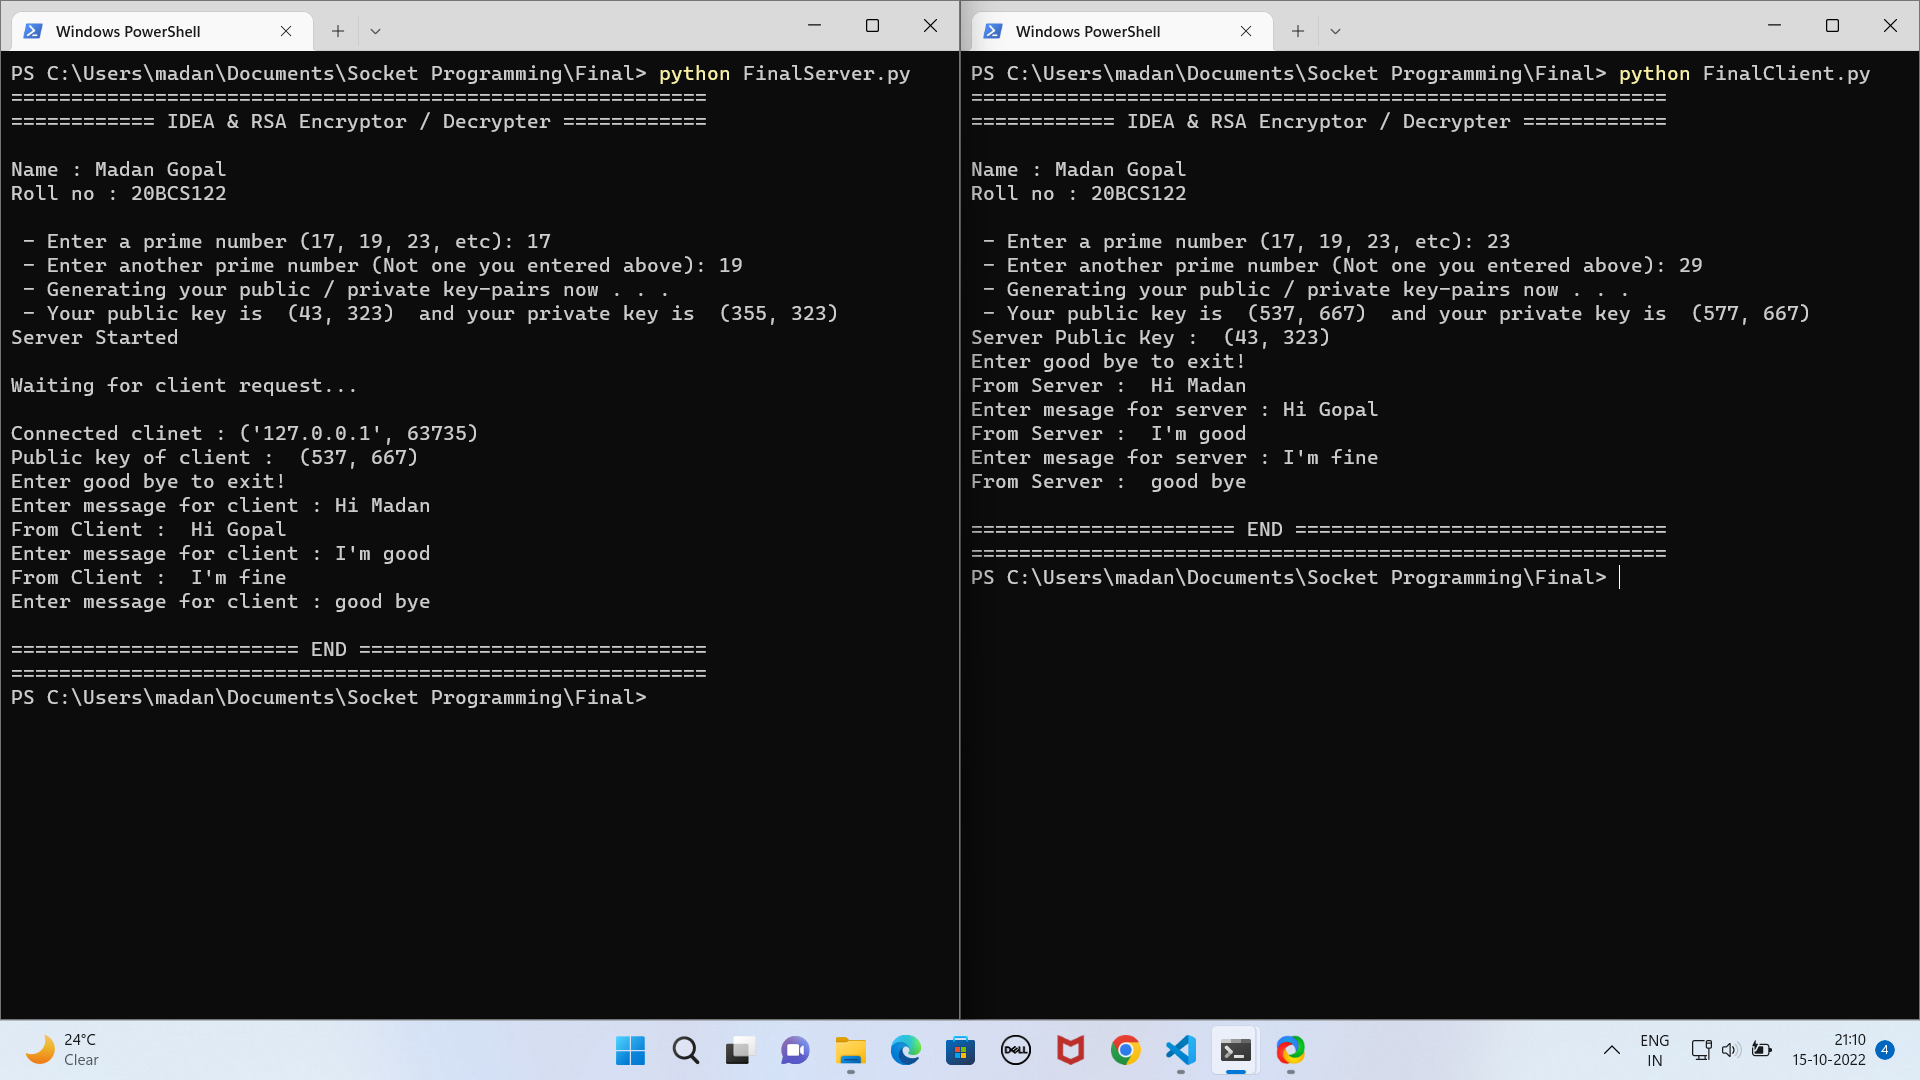 Windows PowerShell
PS C:\Users\madan\Documents\Socket Programming\Final> python FinalServer.py
==========================================================
============ IDEA & RSA Encryptor / Decrypter ============
Name : Madan Gopal
Roll no : 20BCS122
- Enter a prime number (17, 19, 23, etc): 17
- Enter another prime number (Not one you entered above): 19
- Generating your public / private key-pairs now . . .
- Your public key is  (43, 323)  and your private key is  (355, 323)
Server Started
Waiting for client request...
Connected clinet : ('127.0.0.1', 63735)
Public key of client :  (537, 667)
Enter good bye to exit!
Enter message for client : Hi Madan
From Client :  Hi Gopal
Enter message for client : I'm good
From Client :  I'm fine
Enter message for client : good bye
======================== END =============================
==========================================================
PS C:\Users\madan\Documents\Socket Programming\Final>
Windows PowerShell
PS C:\Users\madan\Documents\Socket Programming\Final> python FinalClient.py
==========================================================
============ IDEA & RSA Encryptor / Decrypter ============
Name : Madan Gopal
Roll no : 20BCS122
- Enter a prime number (17, 19, 23, etc): 23
- Enter another prime number (Not one you entered above): 29
- Generating your public / private key-pairs now . . .
- Your public key is  (537, 667)  and your private key is  (577, 667)
Server Public Key :  (43, 323)
Enter good bye to exit!
From Server :  Hi Madan
Enter mesage for server : Hi Gopal
From Server :  I'm good
Enter mesage for server : I'm fine
From Server :  good bye
====================== END ===============================
==========================================================
PS C:\Users\madan\Documents\Socket Programming\Final>
24°C
Clear
DELL
ENG
IN
21:10
15-10-2022
4